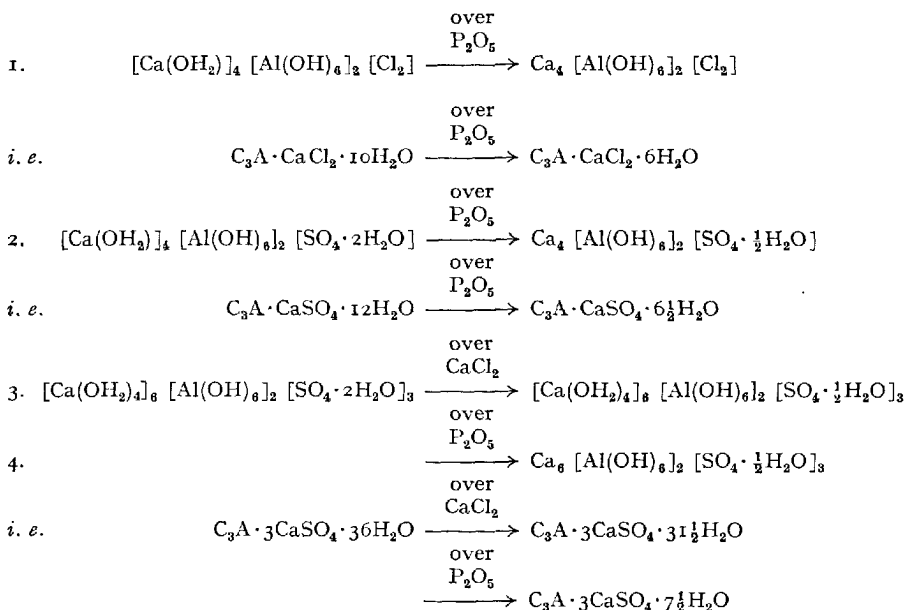 over
P₂O₅
1. [Ca(OH₂)]₄ [Al(OH)₆]₂ [Cl₂] ⟶ Ca₄ [Al(OH)₆]₂ [Cl₂]
over
P₂O₅
i. e. C₃A·CaCl₂·10H₂O ⟶ C₃A·CaCl₂·6H₂O
over
P₂O₅
2. [Ca(OH₂)]₄ [Al(OH)₆]₂ [SO₄·2H₂O] ⟶ Ca₄ [Al(OH)₆]₂ [SO₄·½H₂O]
over
P₂O₅
i. e. C₃A·CaSO₄·12H₂O ⟶ C₃A·CaSO₄·6½H₂O
over
CaCl₂
3. [Ca(OH₂)₄]₆ [Al(OH)₆]₂ [SO₄·2H₂O]₃ ⟶ [Ca(OH₂)₄]₆ [Al(OH)₆]₂ [SO₄·½H₂O]₃
over
P₂O₅
4. ⟶ Ca₆ [Al(OH)₆]₂ [SO₄·½H₂O]₃
over
CaCl₂
i. e. C₃A·3CaSO₄·36H₂O ⟶ C₃A·3CaSO₄·31½H₂O
over
P₂O₅
⟶ C₃A·3CaSO₄·7½H₂O